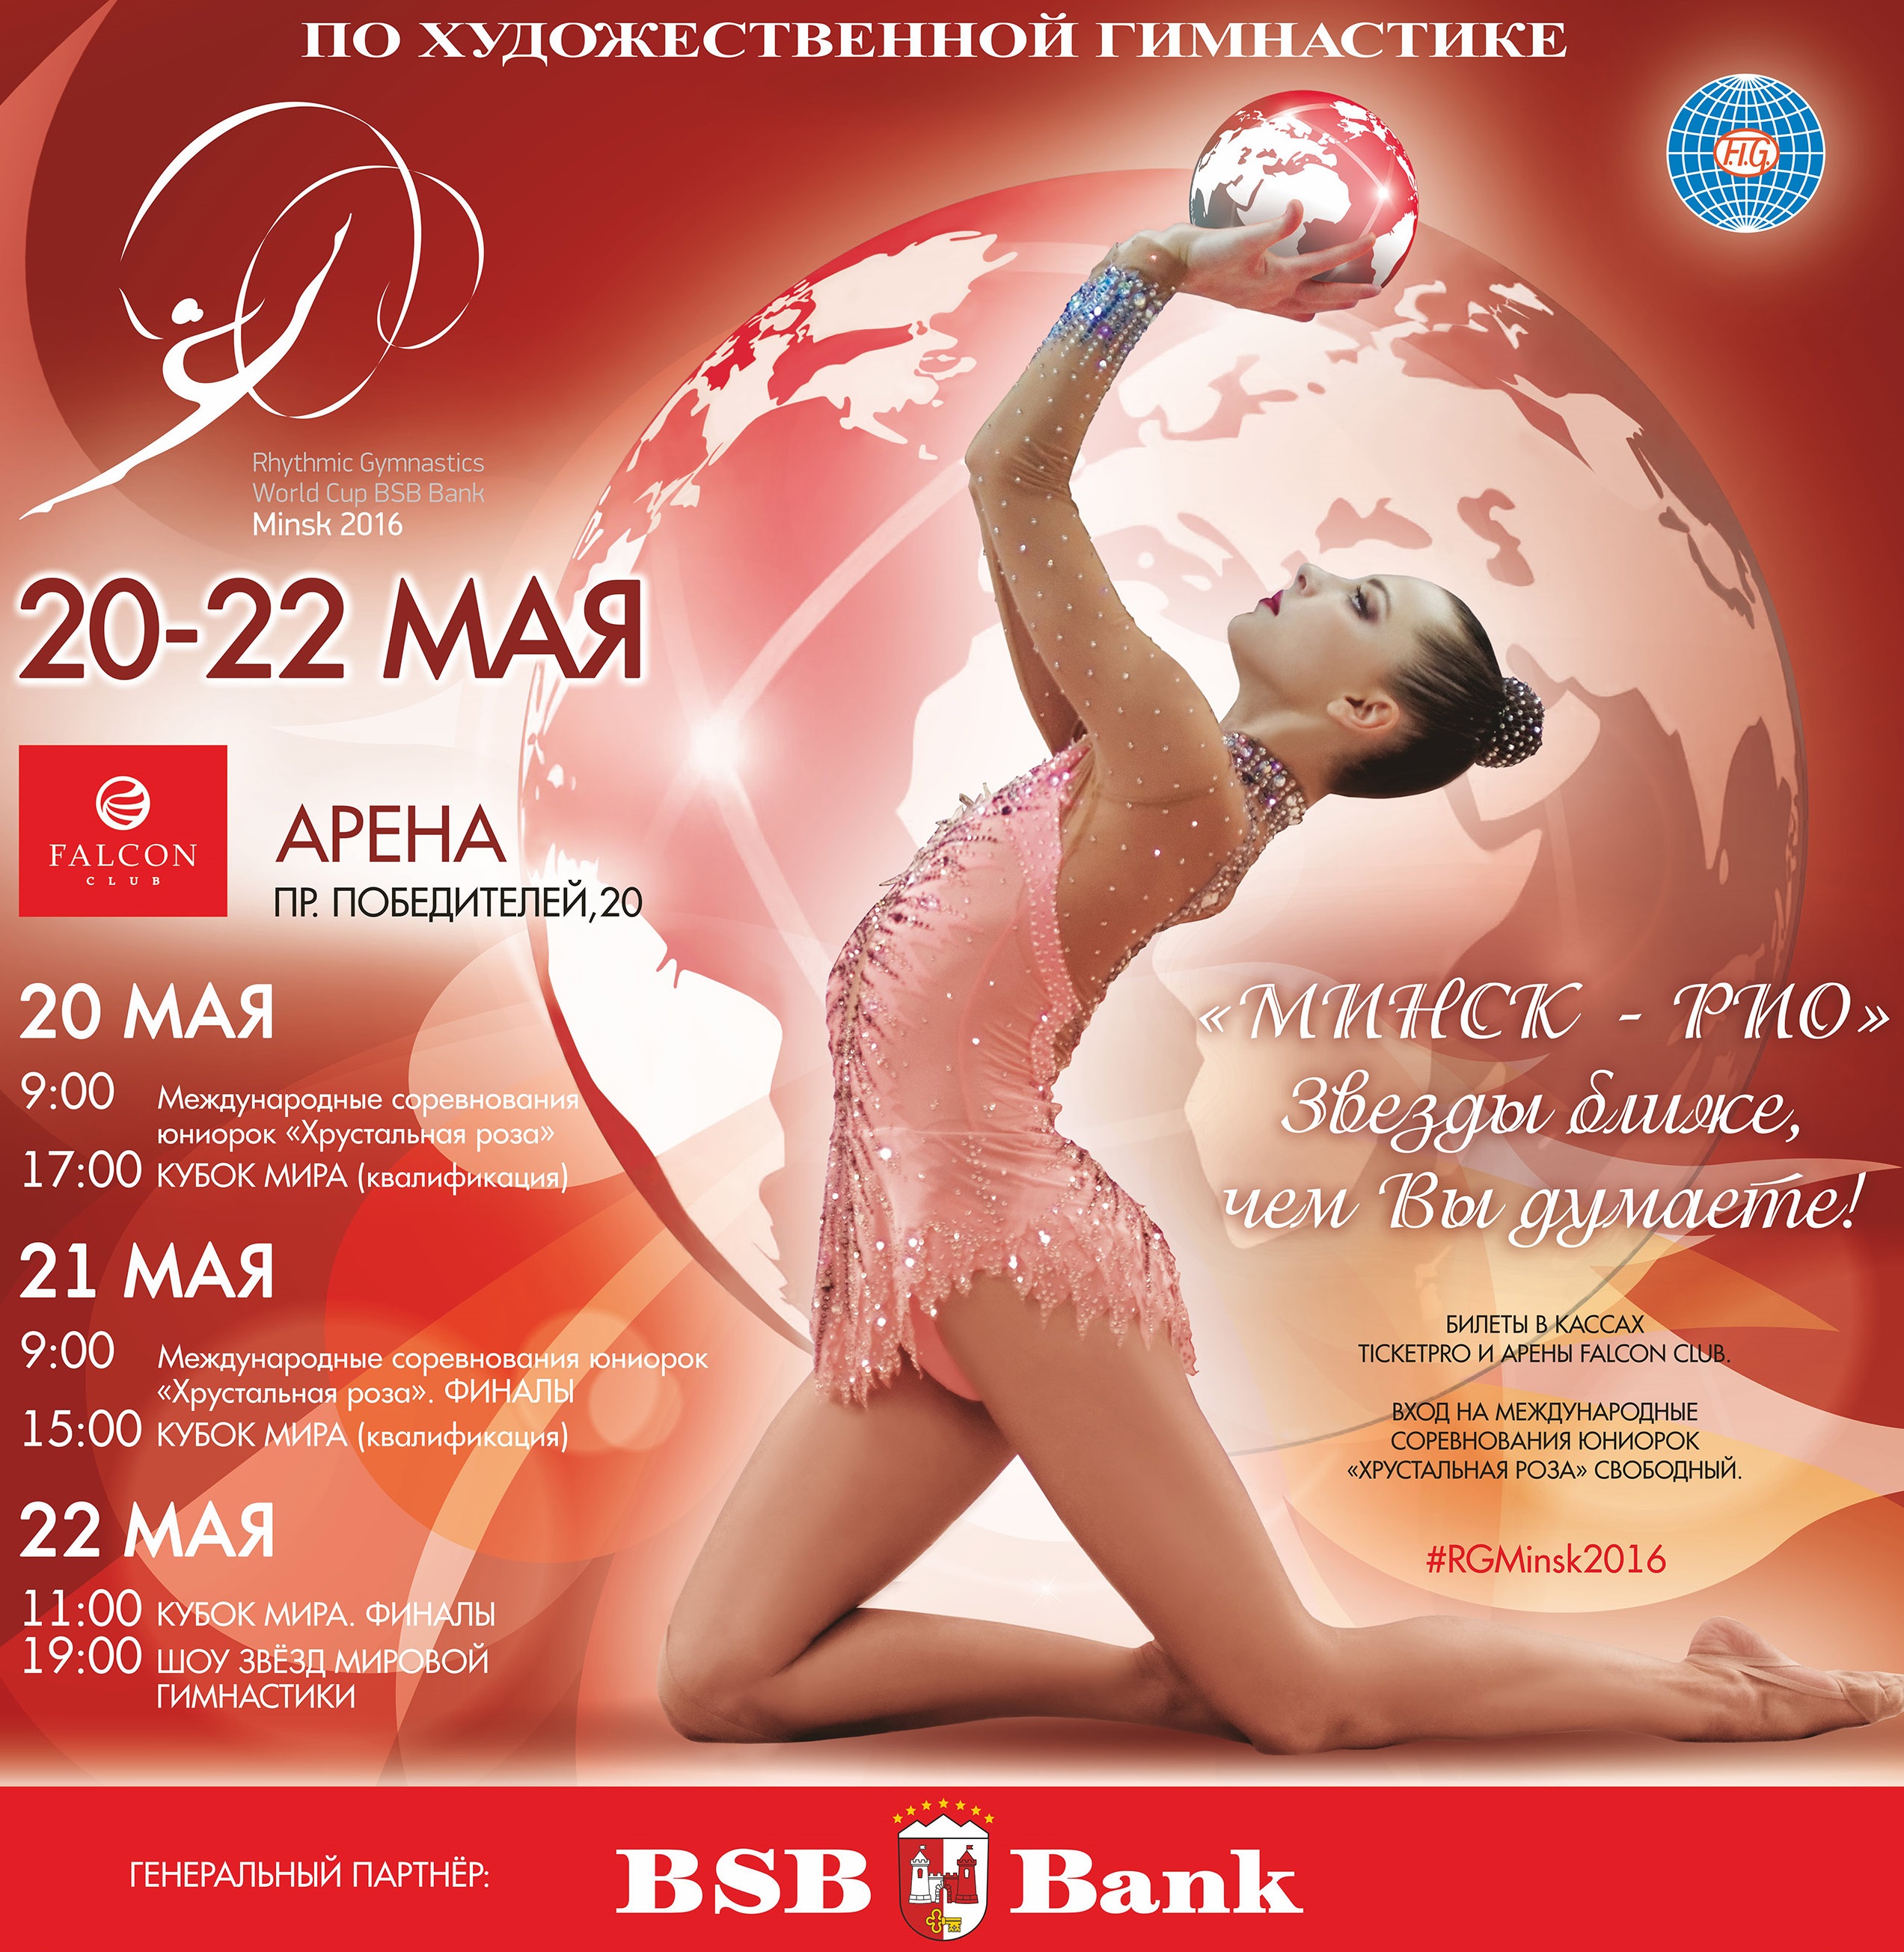 ПО ХУДОЖЕСТВЕННОЙ ГИМНАСТИКЕ
F.I.G.
Rhythmic Gymnastics
World Cup BSB Bank
Minsk 2016
20-22 МАЯ
FALCON
CLUB
АРЕНА
ПР. ПОБЕДИТЕЛЕЙ,20
20 МАЯ
9:00 Международные соревнования
юниорок «Хрустальная роза»
17:00 КУБОК МИРА (квалификация)
21 МАЯ
9:00 Международные соревнования юниорок
«Хрустальная роза». ФИНАЛЫ
15:00 КУБОК МИРА (квалификация)
22 МАЯ
11:00 КУБОК МИРА. ФИНАЛЫ
19:00 ШОУ ЗВЁЗД МИРОВОЙ
ГИМНАСТИКИ
«МИНСК - РИО»
Звезды ближе,
чем Вы думаете!
БИЛЕТЫ В КАССАХ
TICKETPRO И АРЕНЫ FALCON CLUB.
ВХОД НА МЕЖДУНАРОДНЫЕ
СОРЕВНОВАНИЯ ЮНИОРОК
«ХРУСТАЛЬНАЯ РОЗА» СВОБОДНЫЙ.
#RGMinsk2016
ГЕНЕРАЛЬНЫЙ ПАРТНЁР:
BSB Bank